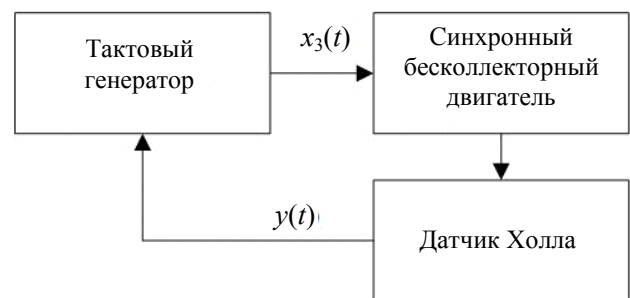 Тактовый
генератор
x₃(t)
Синхронный
бесколлекторный
двигатель
y(t)
Датчик Холла